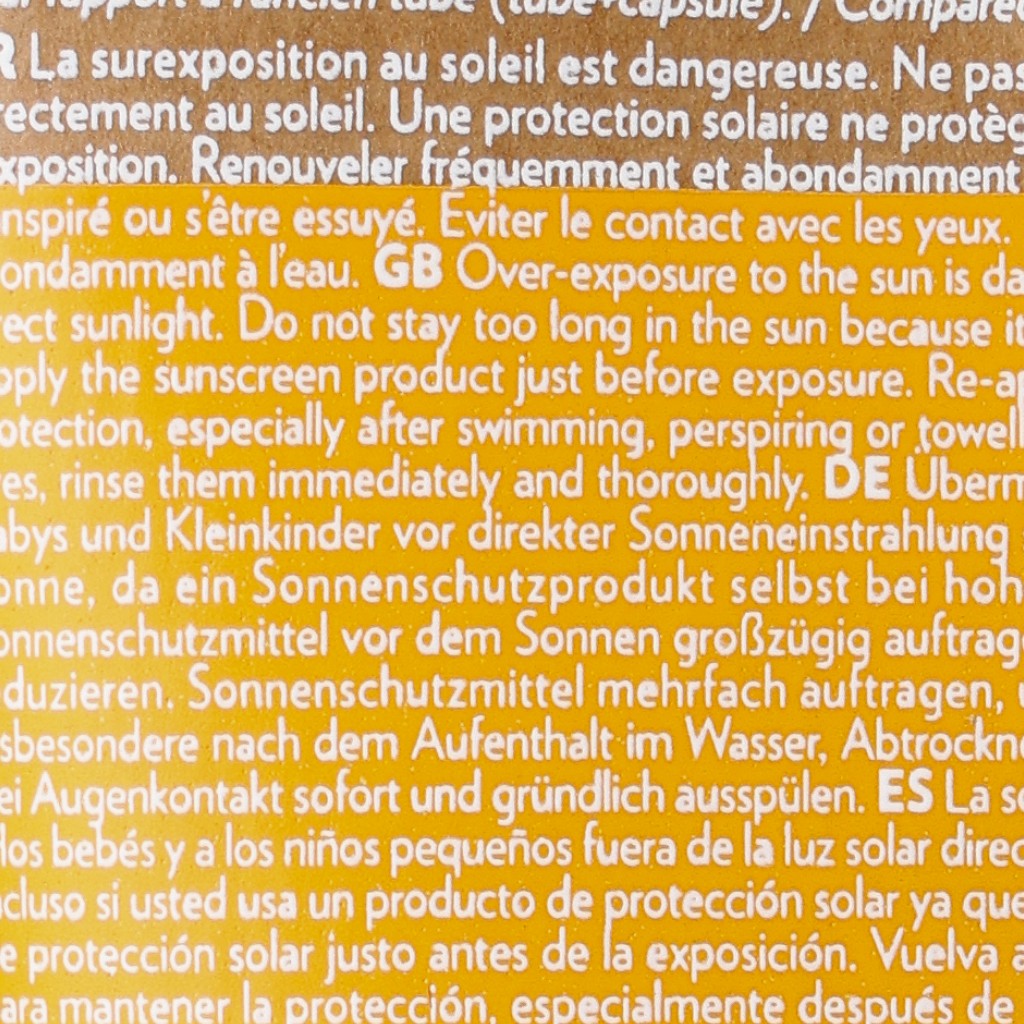 rapport à l'ancien tube (tube+capsule). / Compared
R La surexposition au soleil est dangereuse. Ne pas
rectement au soleil. Une protection solaire ne protèg
xposition. Renouveler fréquemment et abondamment
nspiré ou s'être essuyé. Éviter le contact avec les yeux.
ondamment à l'eau. GB Over-exposure to the sun is da
rect sunlight. Do not stay too long in the sun because it
pply the sunscreen product just before exposure. Re-ap
otection, especially after swimming, perspiring or towell
es, rinse them immediately and thoroughly. DE Überm
abys und Kleinkinder vor direkter Sonneneinstrahlung
onne, da ein Sonnenschutzprodukt selbst bei hoh
onnenschutzmittel vor dem Sonnen großzügig auftrag
duzieren. Sonnenschutzmittel mehrfach auftragen, u
sbesondere nach dem Aufenthalt im Wasser, Abtrockne
ei Augenkontakt sofort und gründlich ausspülen. ES La so
los bebés y a los niños pequeños fuera de la luz solar direc
cluso si usted usa un producto de protección solar ya que
e protección solar justo antes de la exposición. Vuelva a
ara mantener la protección, especialmente después de